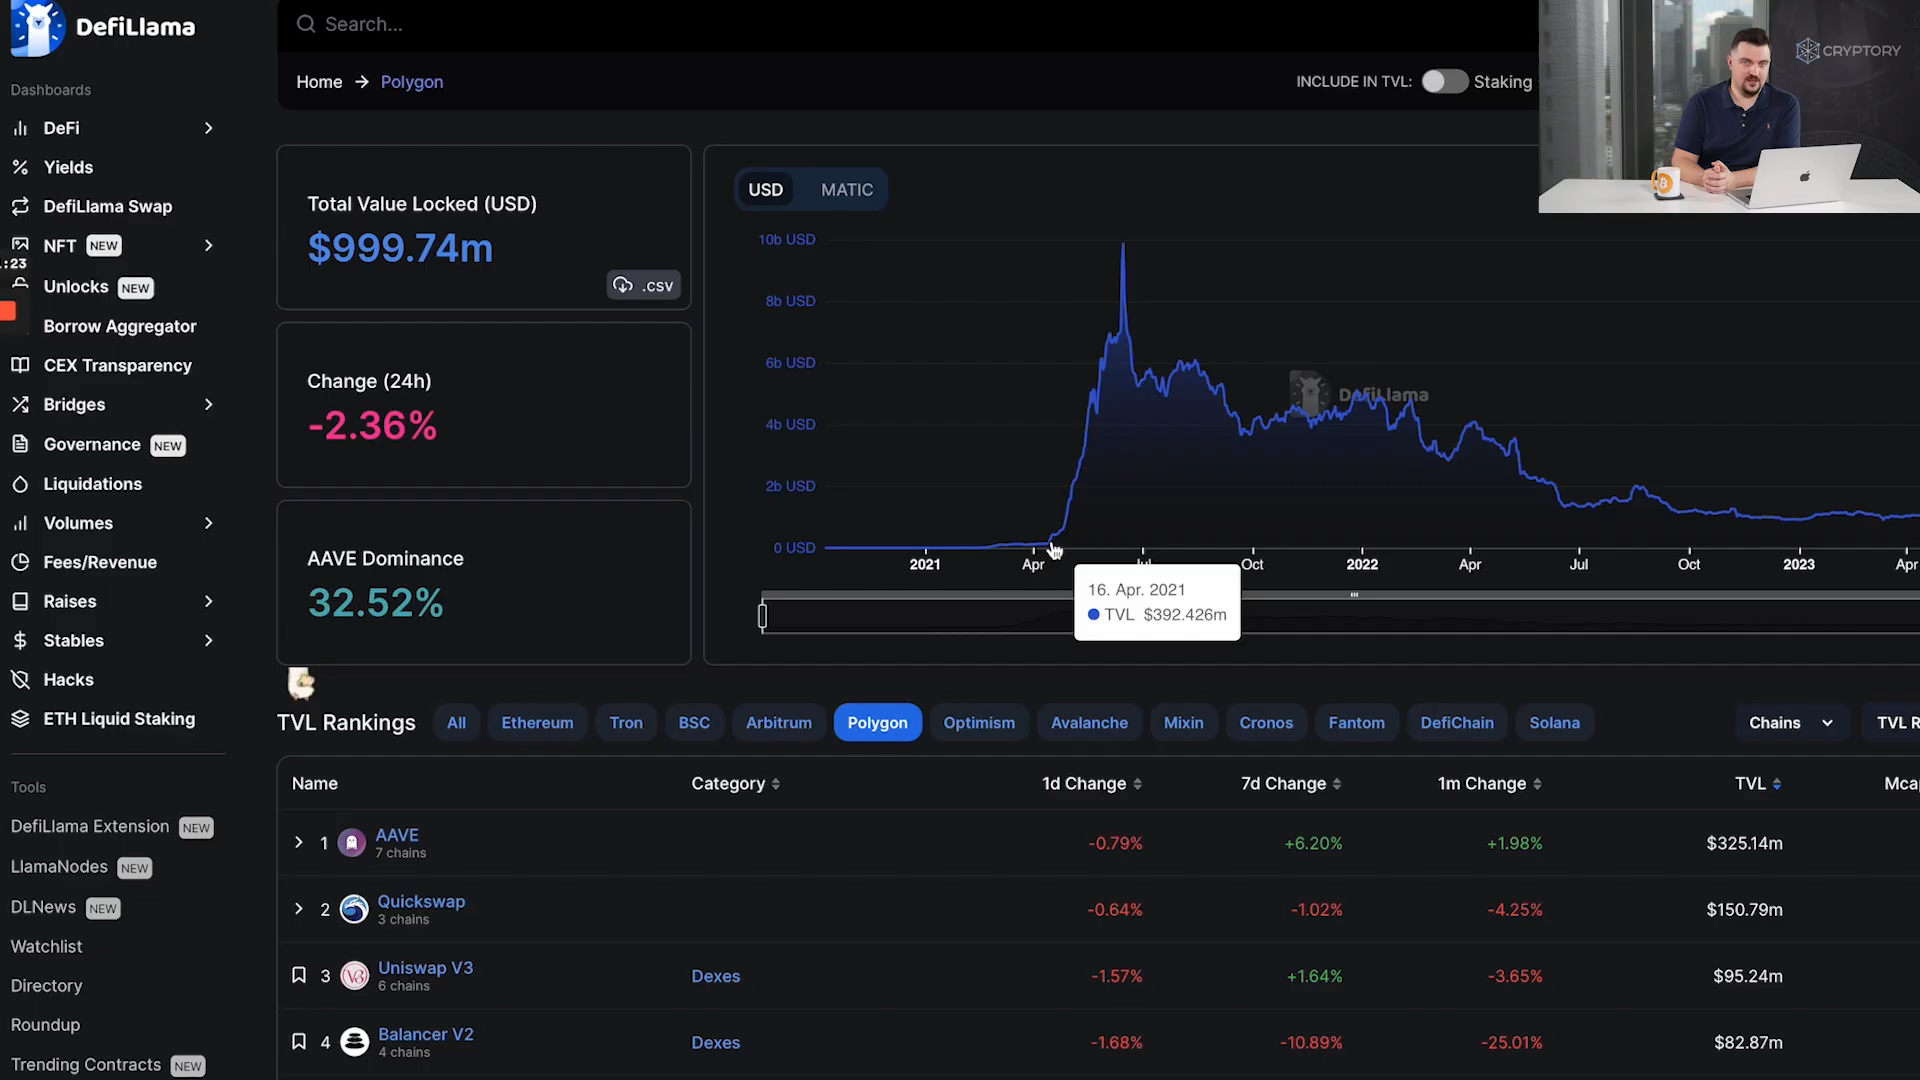 DefiLlama
Search...
CRYPTORY
Home → Polygon
INCLUDE IN TVL: Staking
Dashboards
DeFi
Yields
DefiLlama Swap
NFT NEW
:23
Unlocks NEW
Borrow Aggregator
CEX Transparency
Bridges
Governance NEW
Liquidations
Volumes
Fees/Revenue
Raises
Stables
Hacks
ETH Liquid Staking
Tools
DefiLlama Extension NEW
LlamaNodes NEW
DLNews NEW
Watchlist
Directory
Roundup
Trending Contracts NEW
Total Value Locked (USD)
$999.74m
.csv
Change (24h)
-2.36%
AAVE Dominance
32.52%
USD MATIC
10b USD
8b USD
6b USD
4b USD
2b USD
0 USD
DefiLlama
2021 Apr Jul Oct 2022 Apr Jul Oct 2023 Apr
16. Apr. 2021
TVL $392.426m
TVL Rankings All Ethereum Tron BSC Arbitrum Polygon Optimism Avalanche Mixin Cronos Fantom DefiChain Solana Chains TVL R
Name Category 1d Change 7d Change 1m Change TVL Mca
1 AAVE -0.79% +6.20% +1.98% $325.14m
7 chains
2 Quickswap -0.64% -1.02% -4.25% $150.79m
3 chains
3 V3 Uniswap V3 Dexes -1.57% +1.64% -3.65% $95.24m
6 chains
4 Balancer V2 Dexes -1.68% -10.89% -25.01% $82.87m
4 chains